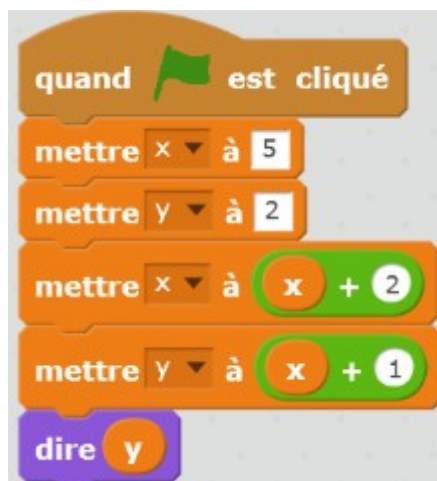 quand est cliqué
mettre x à 5
mettre y à 2
mettre x à x + 2
mettre y à x + 1
dire y